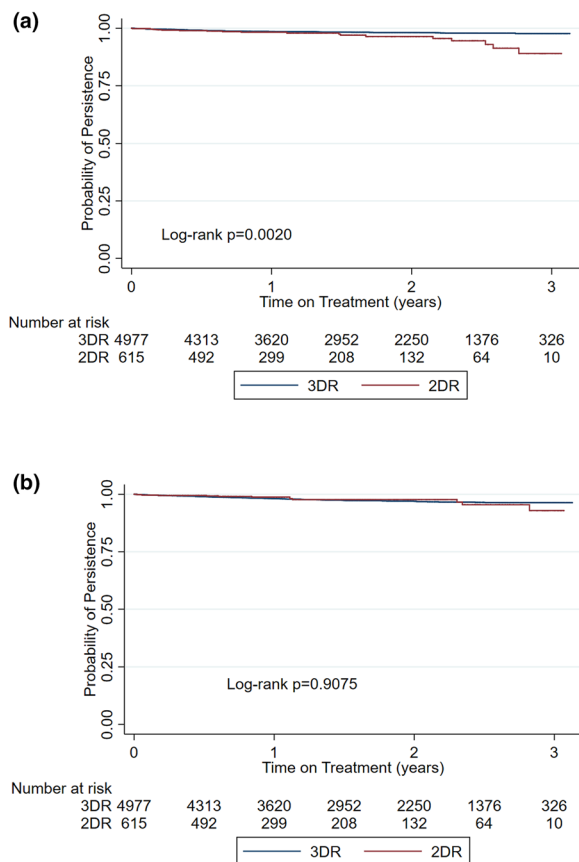 (a)
Probability of Persistence
1.00
0.75
0.50
0.25
0.00
Log-rank p=0.0020
0 1 2 3
Time on Treatment (years)
Number at risk
3DR 4977 4313 3620 2952 2250 1376 326
2DR 615 492 299 208 132 64 10
3DR 2DR
(b)
Probability of Persistence
1.00
0.75
0.50
0.25
0.00
Log-rank p=0.9075
0 1 2 3
Time on Treatment (years)
Number at risk
3DR 4977 4313 3620 2952 2250 1376 326
2DR 615 492 299 208 132 64 10
3DR 2DR